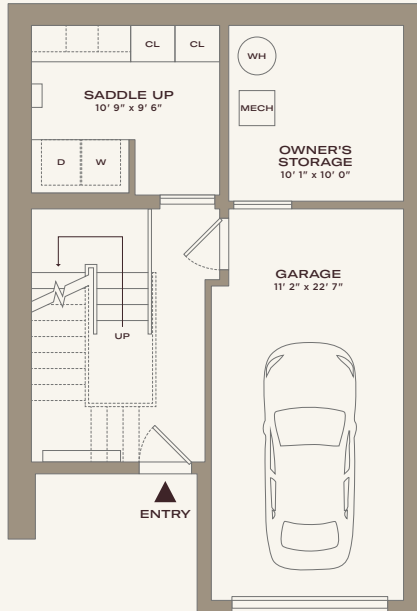 CL CL
WH
SADDLE UP
10' 9" x 9' 6"
MECH
D W
OWNER'S
STORAGE
10' 1" x 10' 0"
GARAGE
11' 2" x 22' 7"
UP
ENTRY